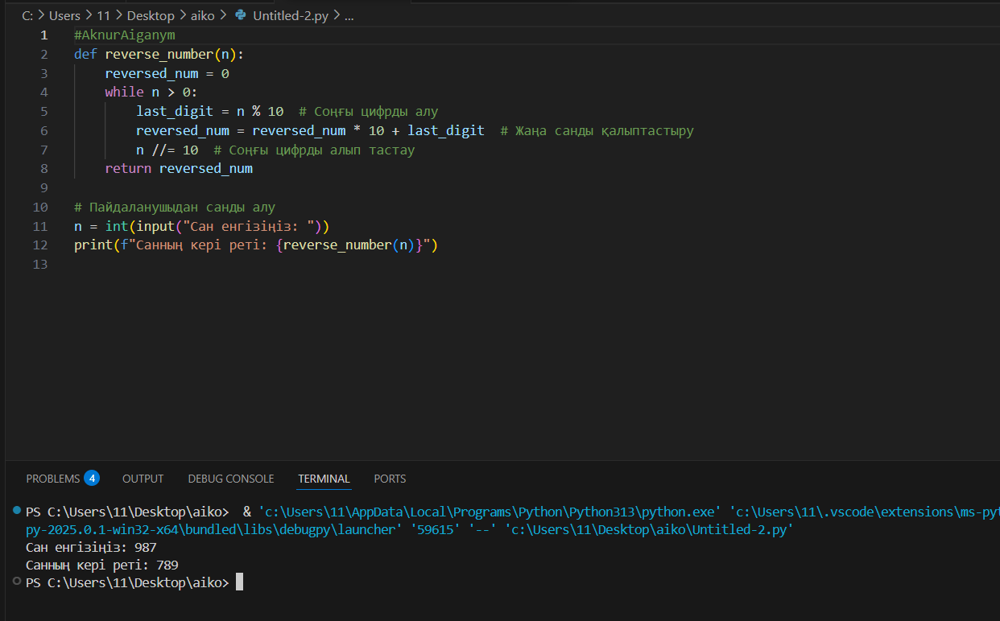 C: > Users > 11 > Desktop > aiko > Untitled-2.py > ...
1 #AknurAiganym
2 def reverse_number(n):
3 reversed_num = 0
4 while n > 0:
5 last_digit = n % 10 # Соңғы цифрды алу
6 reversed_num = reversed_num * 10 + last_digit # Жаңа санды қалыптастыру
7 n //= 10 # Соңғы цифрды алып тастау
8 return reversed_num
9
10 # Пайдаланушыдан санды алу
11 n = int(input("Сан енгізіңіз: "))
12 print(f"Санның кері реті: {reverse_number(n)}")
13
PROBLEMS 4 OUTPUT DEBUG CONSOLE TERMINAL PORTS
PS C:\Users\11\Desktop\aiko> & 'c:\Users\11\AppData\Local\Programs\Python\Python313\python.exe' 'c:\Users\11\.vscode\extensions\ms-pyt
py-2025.0.1-win32-x64\bundled\libs\debugpy\launcher' '59615' '--' 'c:\Users\11\Desktop\aiko\Untitled-2.py'
Сан енгізіңіз: 987
Санның кері реті: 789
PS C:\Users\11\Desktop\aiko>